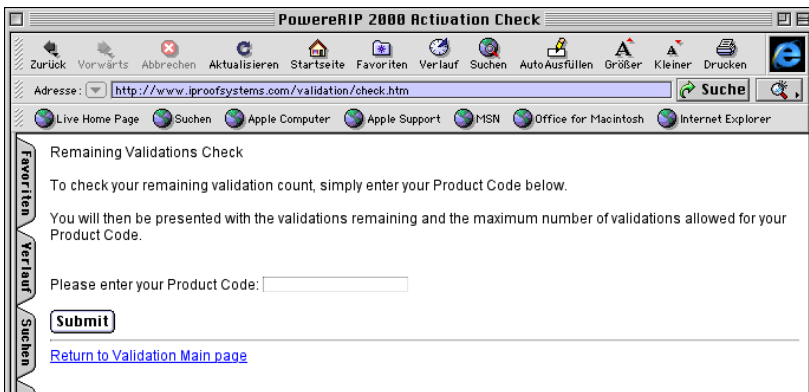 PowereRIP 2000 Activation Check
Zurück Vorwärts Abbrechen Aktualisieren Startseite Favoriten Verlauf Suchen AutoAusfüllen Größer Kleiner Drucken
Adresse: http://www.iproofsystems.com/validation/check.htm Suche
Live Home Page Suchen Apple Computer Apple Support MSN Office for Macintosh Internet Explorer
Favoriten
Verlauf
Suchen
Remaining Validations Check
To check your remaining validation count, simply enter your Product Code below.
You will then be presented with the validations remaining and the maximum number of validations allowed for your
Product Code.
Please enter your Product Code:
Submit
Return to Validation Main page